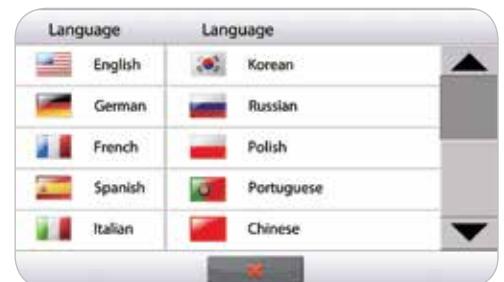 Language Language
English Korean
German Russian
French Polish
Spanish Portuguese
Italian Chinese